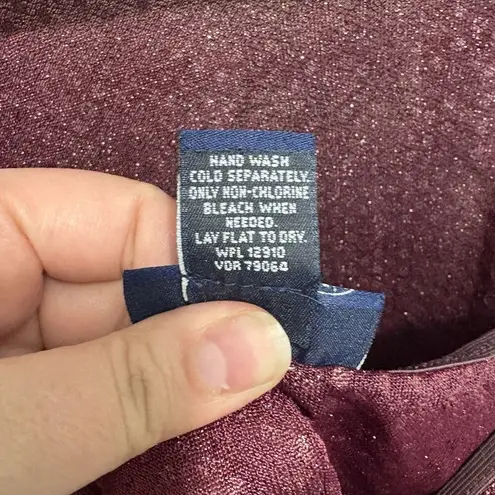 HAND WASH
COLD SEPARATELY.
ONLY NON-CHLORINE
BLEACH WHEN
NEEDED.
LAY FLAT TO DRY.
WPL 12910
VDR 79064